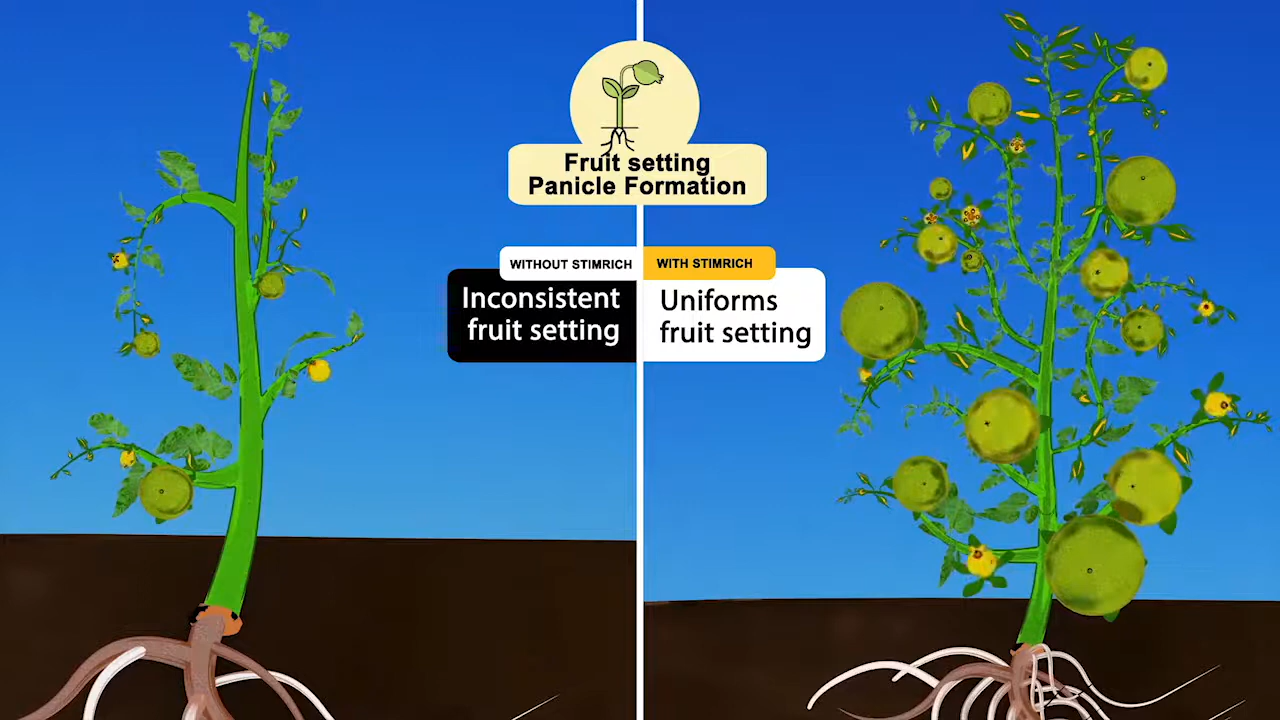 Fruit setting
Panicle Formation
WITHOUT STIMRICH
Inconsistent
fruit setting
WITH STIMRICH
Uniforms
fruit setting